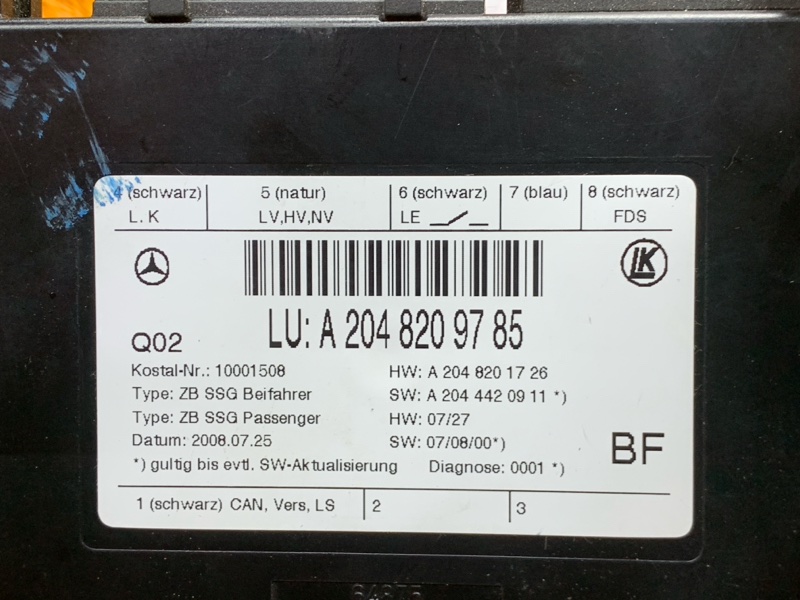 4 (schwarz) 5 (natur) 6 (schwarz) 7 (blau) 8 (schwarz)
L. K LV,HV,NV LE FDS
LK
LU: A 204 820 97 85
Q02
Kostal-Nr.: 10001508 HW: A 204 820 17 26
Type: ZB SSG Beifahrer SW: A 204 442 09 11 *)
Type: ZB SSG Passenger HW: 07/27
Datum: 2008.07.25 SW: 07/08/00*)
BF
*) gultig bis evtl. SW-Aktualisierung Diagnose: 0001 *)
1 (schwarz) CAN, Vers, LS 2 3